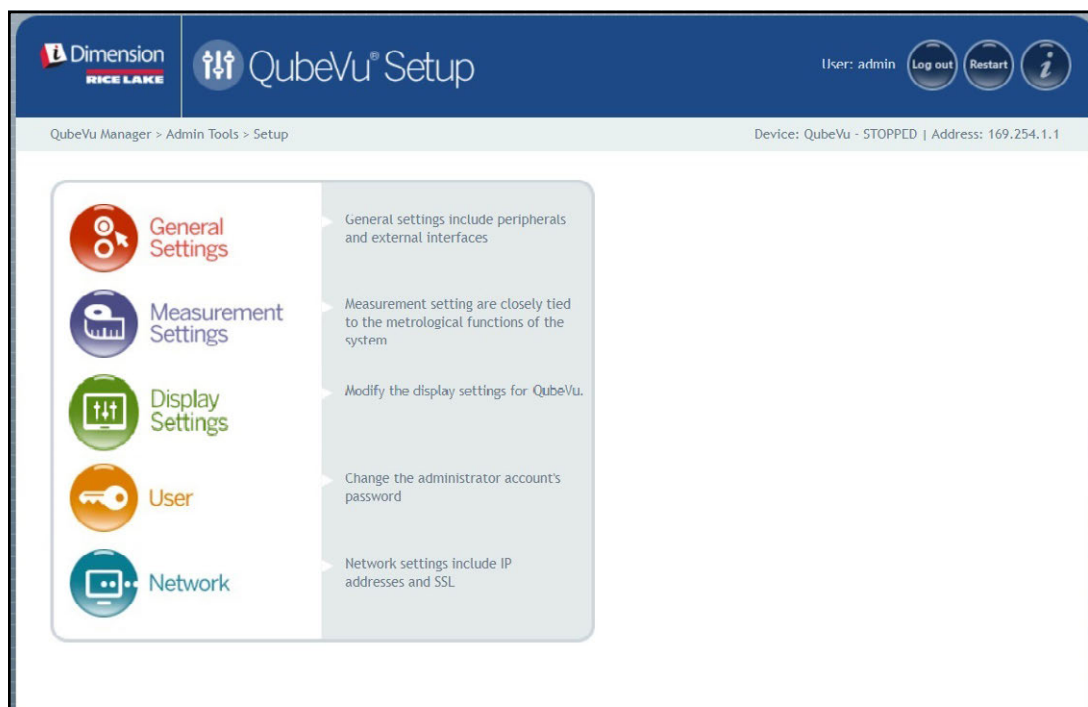 i Dimension
RICE LAKE
QubeVu® Setup
User: admin
Log out
Restart
i
QubeVu Manager > Admin Tools > Setup
Device: QubeVu - STOPPED | Address: 169.254.1.1
General
Settings
General settings include peripherals
and external interfaces
Measurement
Settings
Measurement setting are closely tied
to the metrological functions of the
system
Display
Settings
Modify the display settings for QubeVu.
User
Change the administrator account's
password
Network
Network settings include IP
addresses and SSL